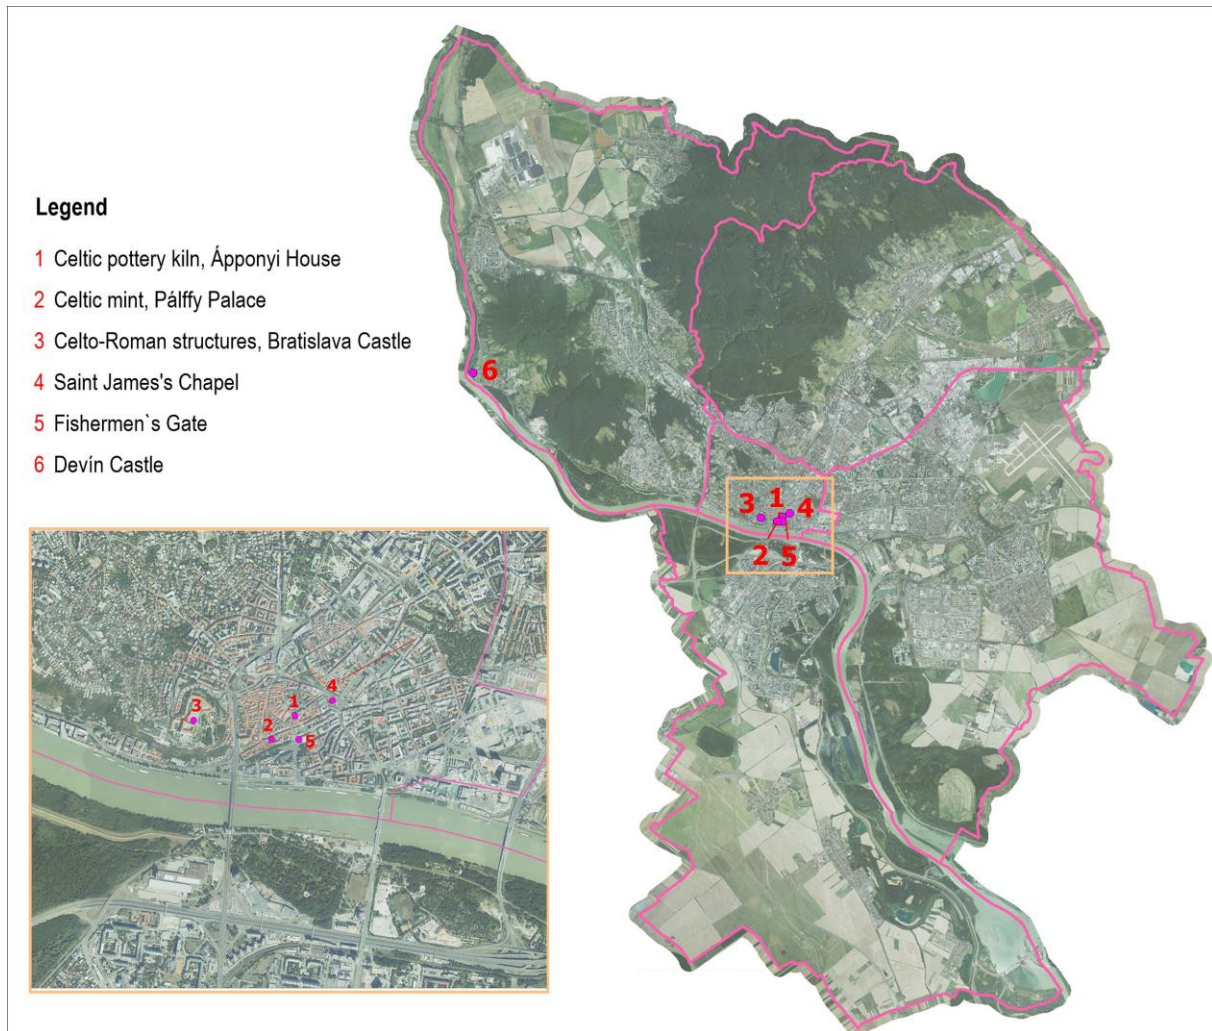 Legend
1 Celtic pottery kiln, Ápponyi House
2 Celtic mint, Pálffy Palace
3 Celto-Roman structures, Bratislava Castle
4 Saint James's Chapel
5 Fishermen`s Gate
6 Devín Castle
6
3 1 4
2 5
4
3 1
2 5